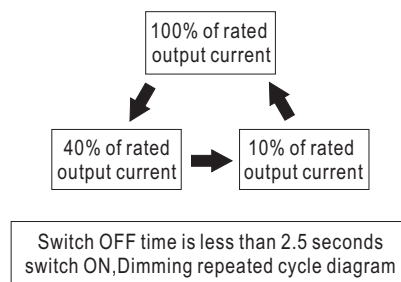 100% of rated
output current
40% of rated
output current
10% of rated
output current
Switch OFF time is less than 2.5 seconds
switch ON,Dimming repeated cycle diagram